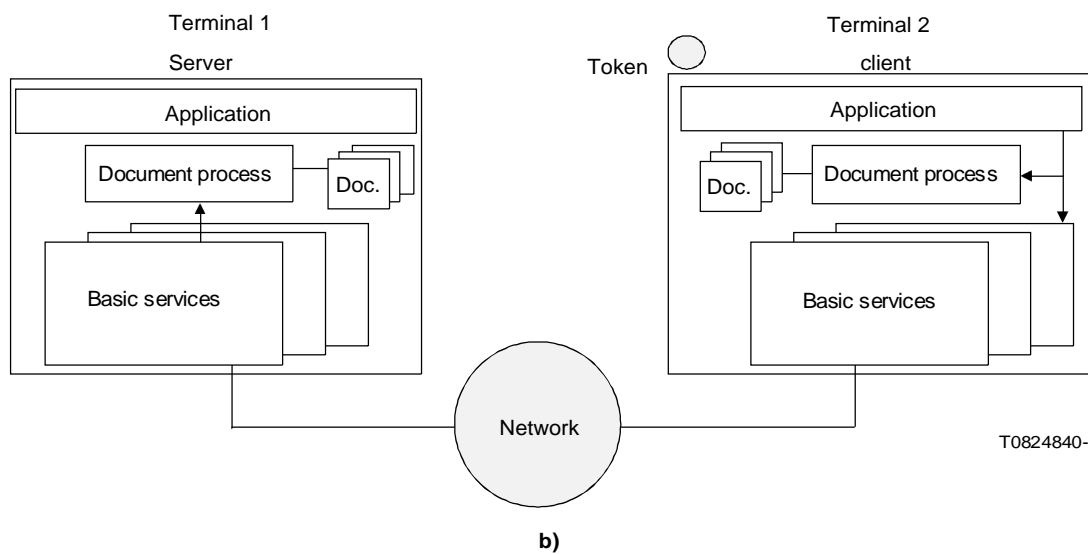 Terminal 1
Terminal 2
Server
Token
client
Application
Application
Document process
Doc.
Doc.
Document process
Basic services
Basic services
Network
T0824840-
b)